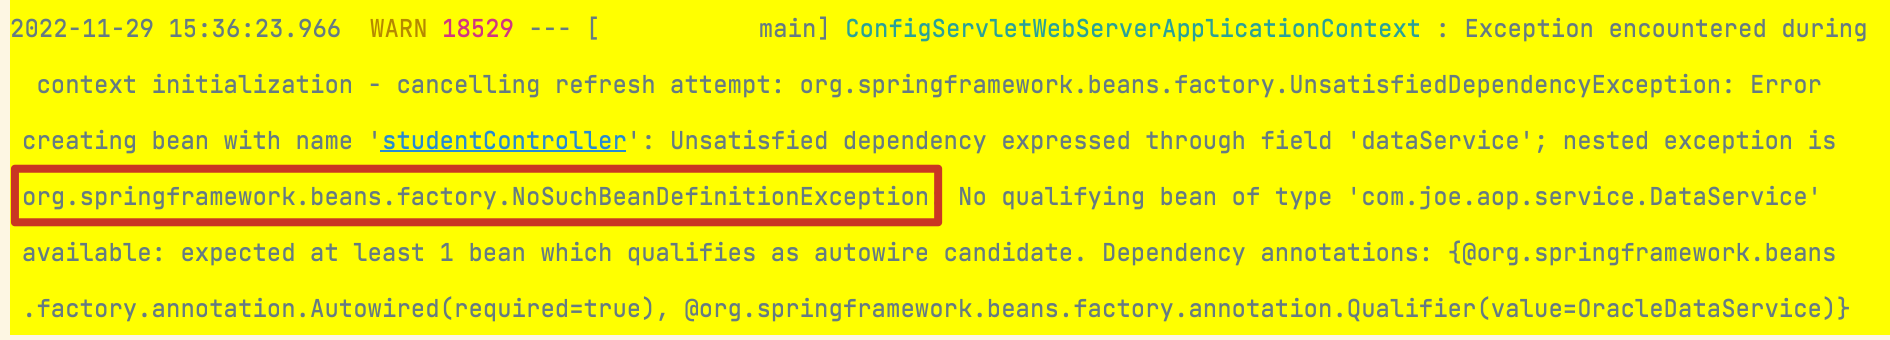 2022-11-29 15:36:23.966  WARN 18529 --- [           main] ConfigServletWebServerApplicationContext : Exception encountered during
context initialization - cancelling refresh attempt: org.springframework.beans.factory.UnsatisfiedDependencyException: Error
creating bean with name 'studentController': Unsatisfied dependency expressed through field 'dataService'; nested exception is
org.springframework.beans.factory.NoSuchBeanDefinitionException No qualifying bean of type 'com.joe.aop.service.DataService'
available: expected at least 1 bean which qualifies as autowire candidate. Dependency annotations: {@org.springframework.beans
.factory.annotation.Autowired(required=true), @org.springframework.beans.factory.annotation.Qualifier(value=OracleDataService)}